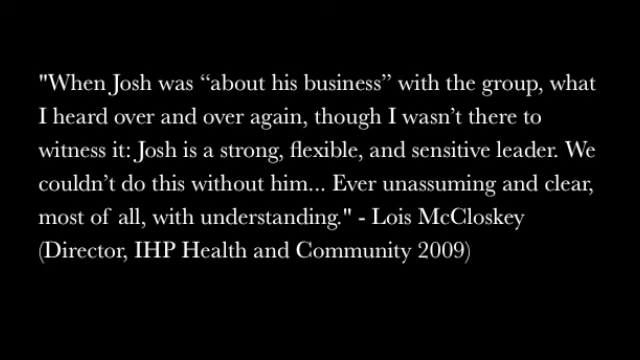 "When Josh was “about his business” with the group, what
I heard over and over again, though I wasn’t there to
witness it: Josh is a strong, flexible, and sensitive leader. We
couldn’t do this without him... Ever unassuming and clear,
most of all, with understanding." - Lois McCloskey
(Director, IHP Health and Community 2009)